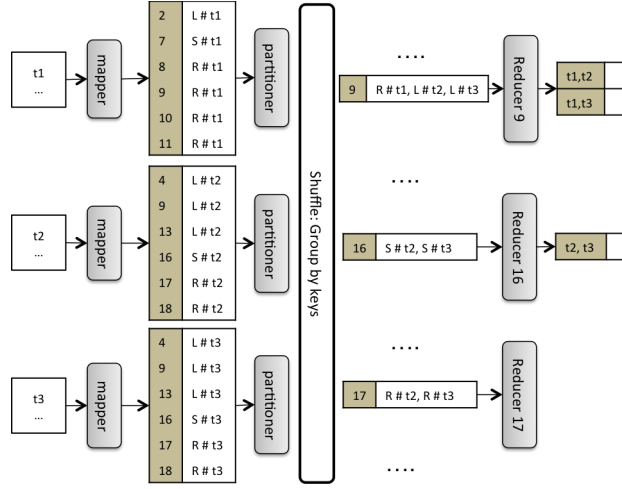 t1
...
mapper
2 L # t1
7 S # t1
8 R # t1
9 R # t1
10 R # t1
11 R # t1
partitioner
t2
...
mapper
4 L # t2
9 L # t2
13 L # t2
16 S # t2
17 R # t2
18 R # t2
partitioner
t3
...
mapper
4 L # t3
9 L # t3
13 L # t3
16 S # t3
17 R # t3
18 R # t3
partitioner
Shuffle: Group by keys
....
9 R # t1, L # t2, L # t3
Reducer 9
t1,t2
t1,t3
....
16 S # t2, S # t3
Reducer 16
t2, t3
....
17 R # t2, R # t3
Reducer 17
....